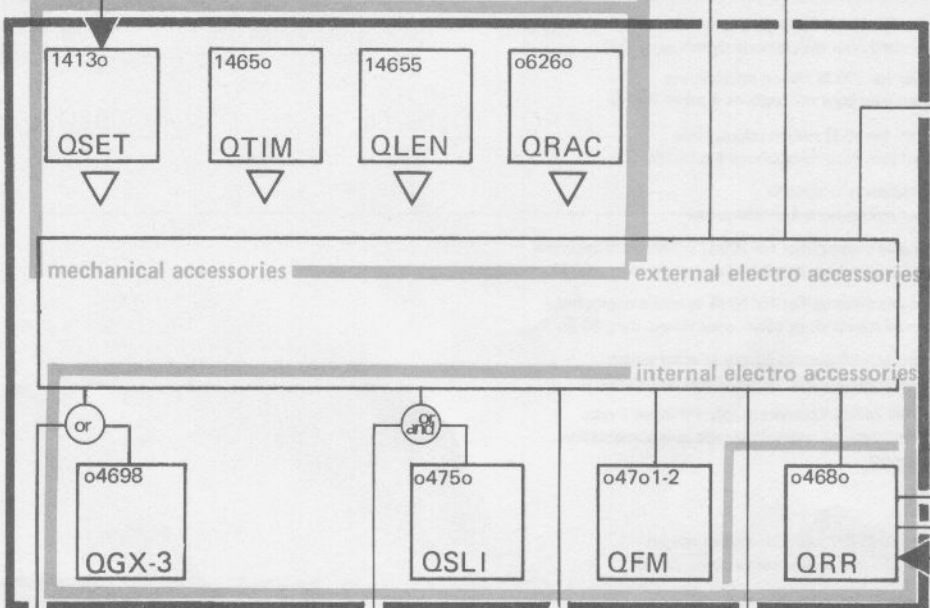 1413o 1465o 14655 o626o
QSET QTIM QLEN QRAC
mechanical accessories external electro accessories
internal electro accessories
or and or
o4698 o475o o47o1-2 o468o
QGX-3 QSLI QFM QRR